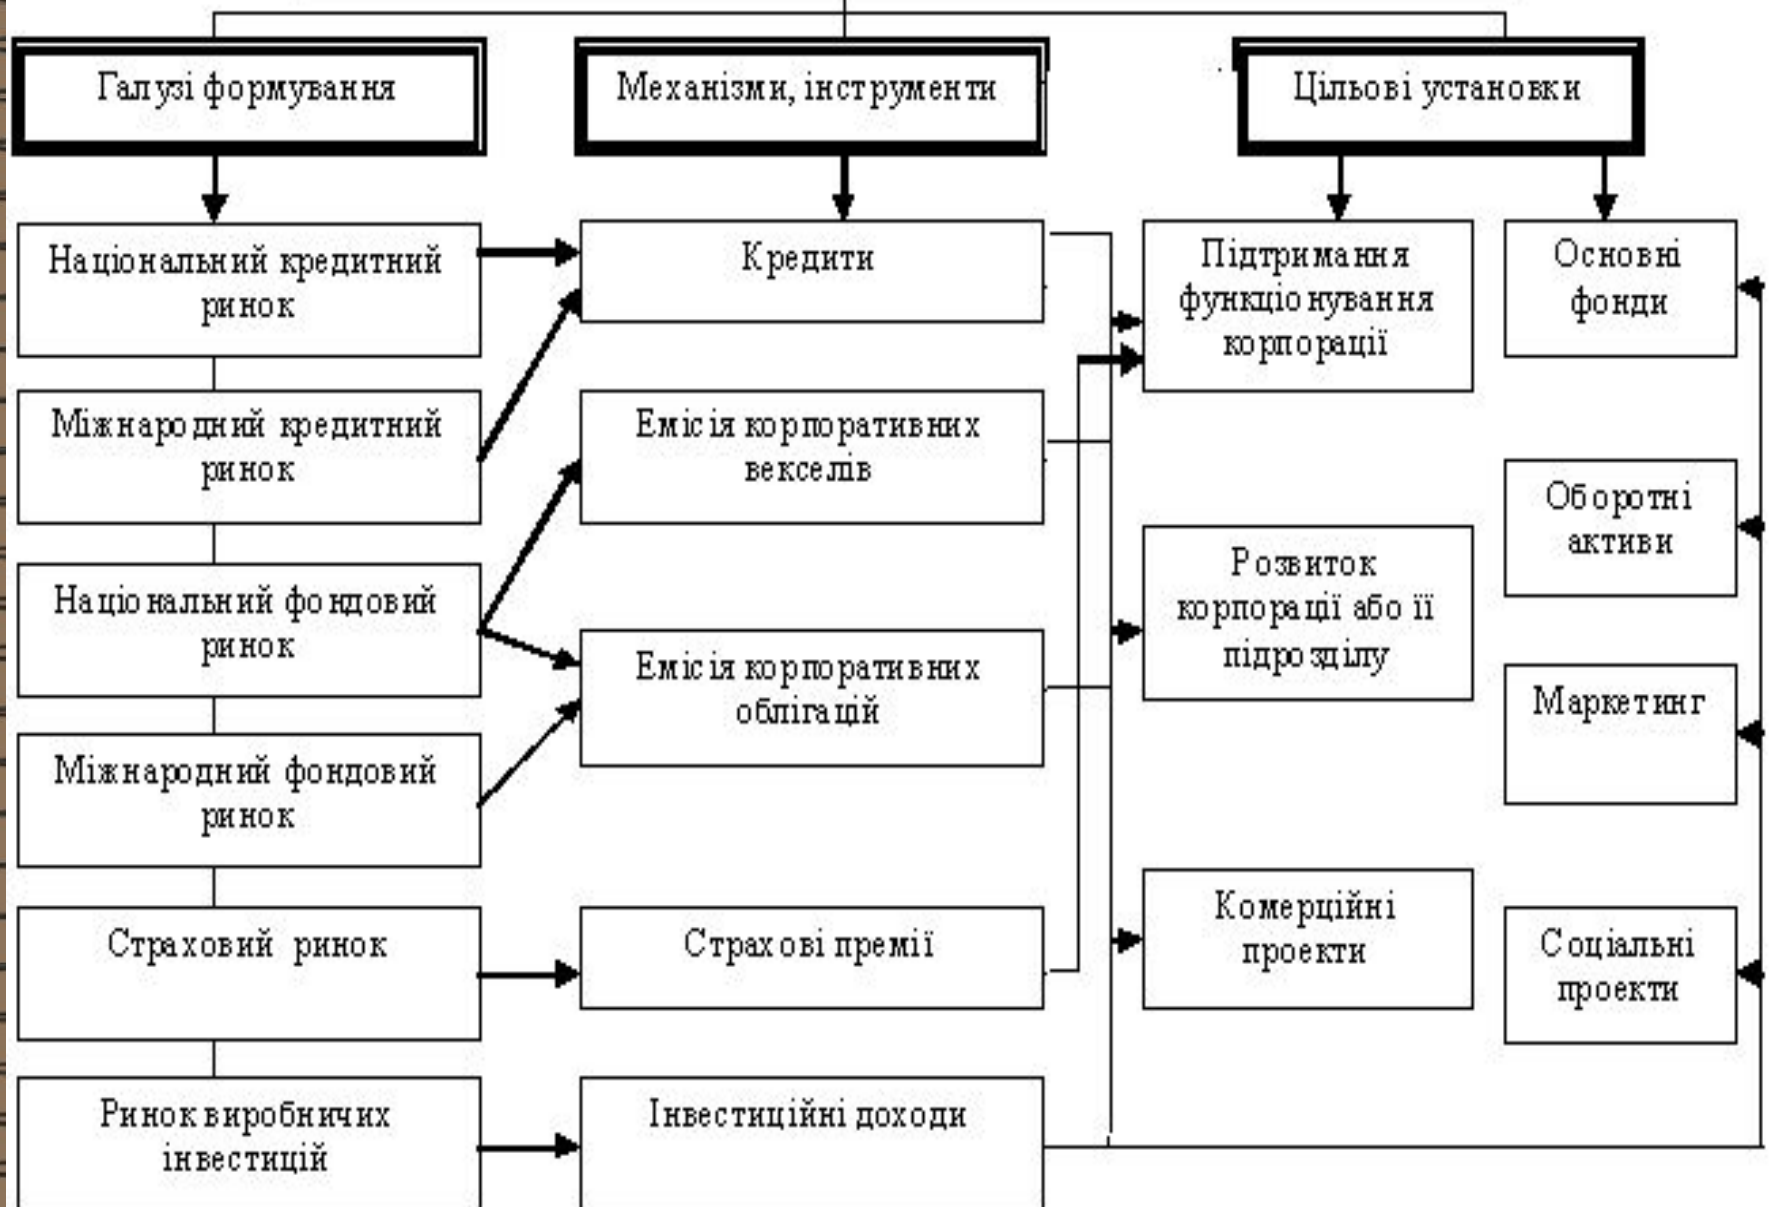 Галузі формування
Механізми, інструменти
Цільові установки
Національний кредитний
ринок
Міжнародний кредитний
ринок
Національний фондовий
ринок
Міжнародний фондовий
ринок
Страховий ринок
Ринок виробничих
інвестицій
Кредити
Емісія корпоративних
векселів
Емісія корпоративних
облігацій
Страхові премії
Інвестиційні доходи
Підтримання
функціонування
корпорації
Розвиток
корпорації або її
підрозділу
Комерційні
проекти
Основні
фонди
Оборотні
активи
Маркетинг
Соціальні
проекти